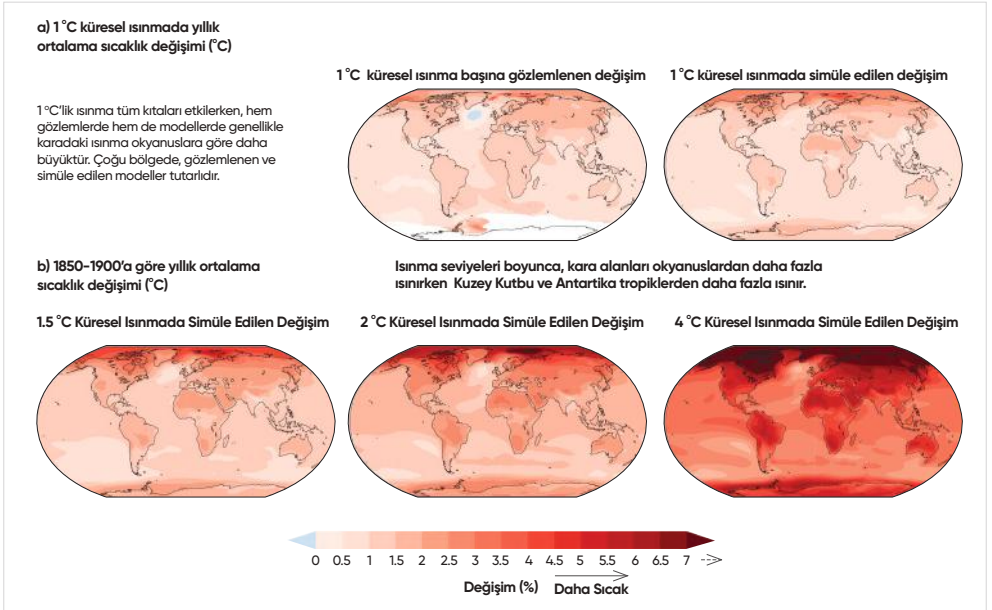 a) 1 °C küresel ısınmada yıllık
ortalama sıcaklık değişimi (°C)
1 °C'lik ısınma tüm kıtaları etkilerken, hem
gözlemlerde hem de modellerde genellikle
karadaki ısınma okyanuslara göre daha
büyüktür. Çoğu bölgede, gözlemlenen ve
simüle edilen modeller tutarlıdır.
1 °C küresel ısınma başına gözlemlenen değişim
1 °C küresel ısınmada simüle edilen değişim
b) 1850-1900'a göre yıllık ortalama
sıcaklık değişimi (°C)
Isınma seviyeleri boyunca, kara alanları okyanuslardan daha fazla
ısınırken Kuzey Kutbu ve Antartika tropiklerden daha fazla ısınır.
1.5 °C Küresel Isınmada Simüle Edilen Değişim
2 °C Küresel Isınmada Simüle Edilen Değişim
4 °C Küresel Isınmada Simüle Edilen Değişim
0 0.5 1 1.5 2 2.5 3 3.5 4 4.5 5 5.5 6 6.5 7
Değişim (%) Daha Sıcak